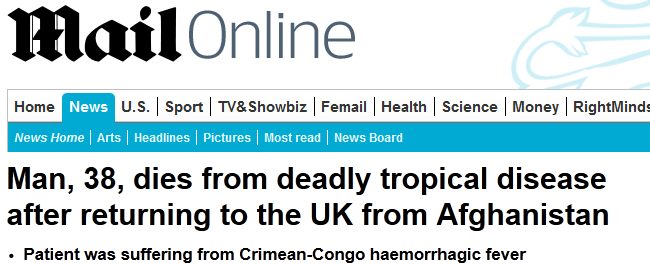 Mail Online
Home News U.S. Sport TV&Showbiz Femail Health Science Money RightMinds
News Home Arts Headlines Pictures Most read News Board
Man, 38, dies from deadly tropical disease
after returning to the UK from Afghanistan
• Patient was suffering from Crimean-Congo haemorrhagic fever